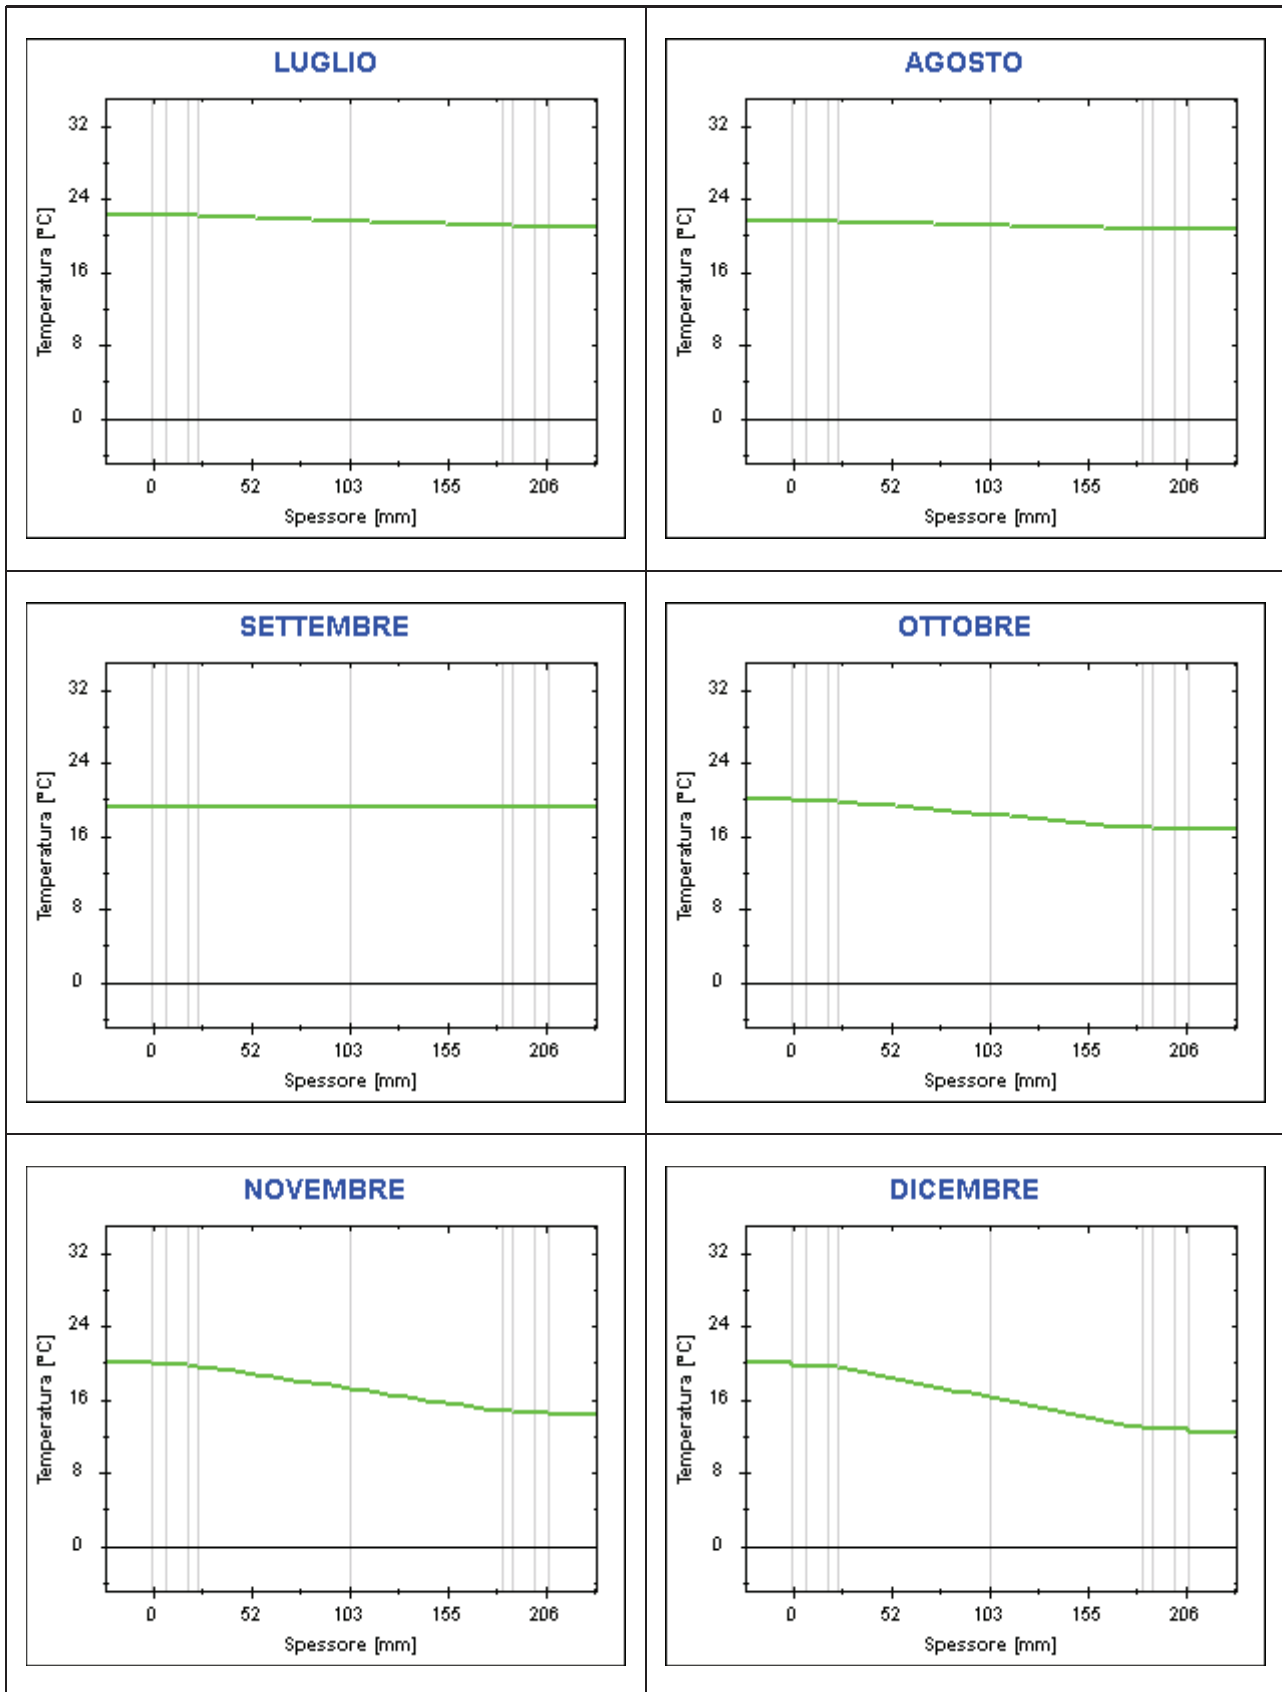 LUGLIO
32
24
16
8
0
Temperatura [°C]
0 52 103 155 206
Spessore [mm]
AGOSTO
32
24
16
8
0
Temperatura [°C]
0 52 103 155 206
Spessore [mm]
SETTEMBRE
32
24
16
8
0
Temperatura [°C]
0 52 103 155 206
Spessore [mm]
OTTOBRE
32
24
16
8
0
Temperatura [°C]
0 52 103 155 206
Spessore [mm]
NOVEMBRE
32
24
16
8
0
Temperatura [°C]
0 52 103 155 206
Spessore [mm]
DICEMBRE
32
24
16
8
0
Temperatura [°C]
0 52 103 155 206
Spessore [mm]